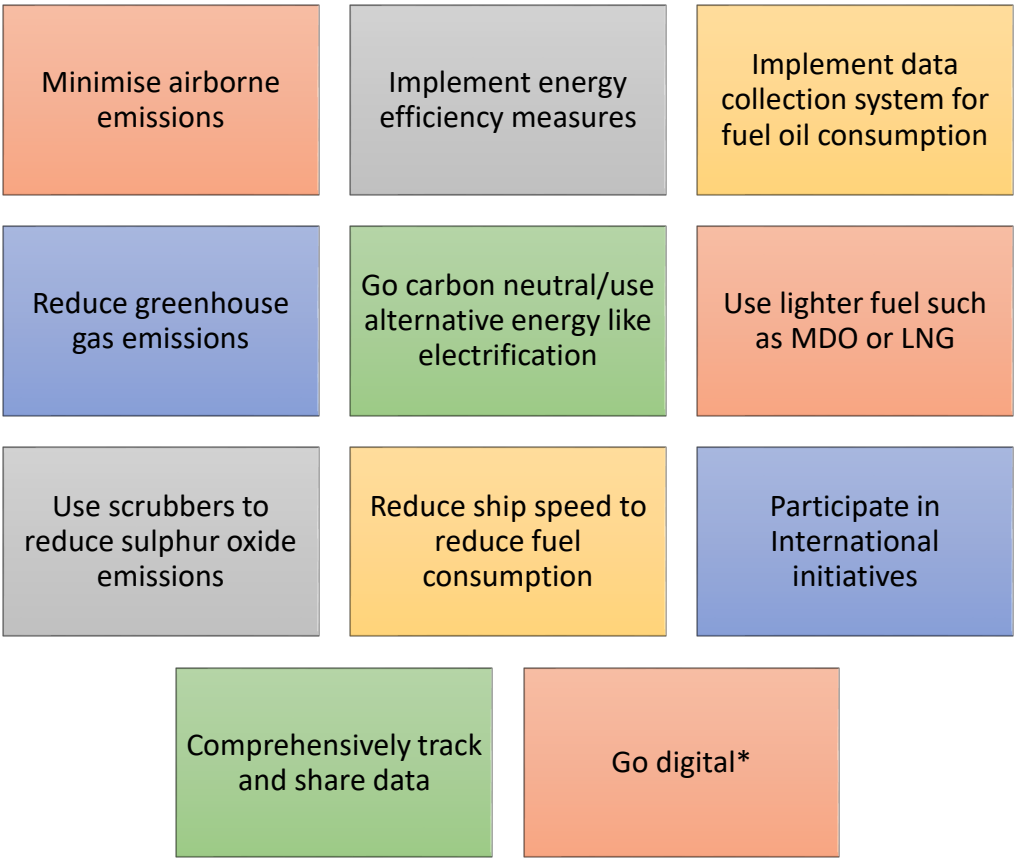 Minimise airborne
emissions
Implement energy
efficiency measures
Implement data
collection system for
fuel oil consumption
Reduce greenhouse
gas emissions
Go carbon neutral/use
alternative energy like
electrification
Use lighter fuel such
as MDO or LNG
Use scrubbers to
reduce sulphur oxide
emissions
Reduce ship speed to
reduce fuel
consumption
Participate in
International
initiatives
Comprehensively track
and share data
Go digital*